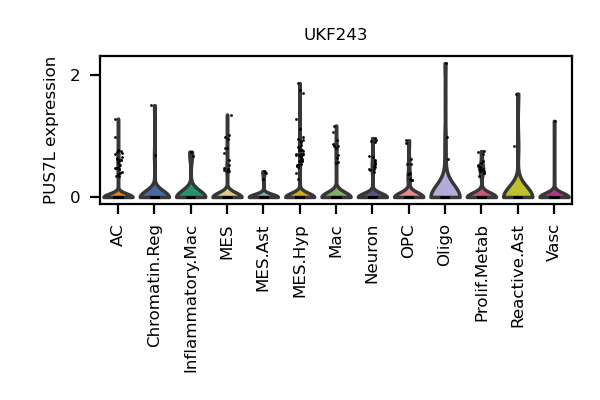 UKF243
PUS7L expression
2
0
AC
Chromatin.Reg
Inflammatory.Mac
MES
MES.Ast
MES.Hyp
Mac
Neuron
OPC
Oligo
Prolif.Metab
Reactive.Ast
Vasc